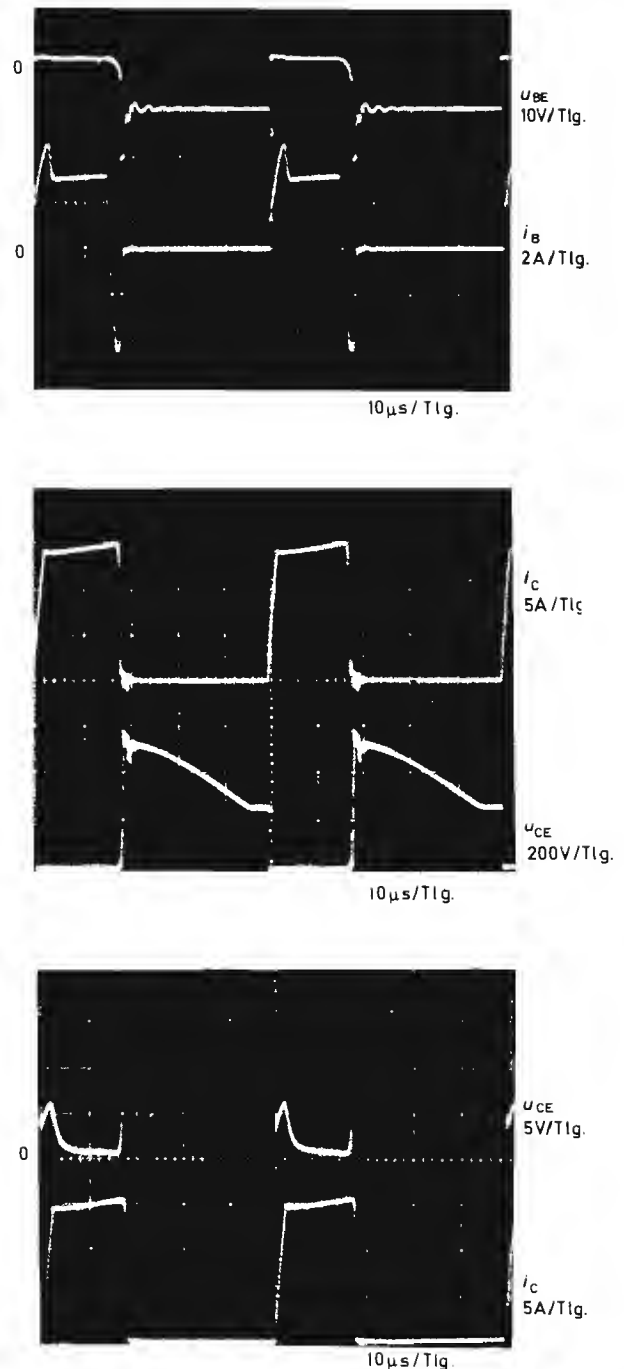 0
u_BE
10V/Tlg.
i_B
2A/Tlg.
0
10µs/Tlg.
i_C
5A/Tlg
u_CE
200V/Tlg.
10µs/Tlg.
u_CE
5V/Tlg.
0
i_C
5A/Tlg.
10µs/Tlg.